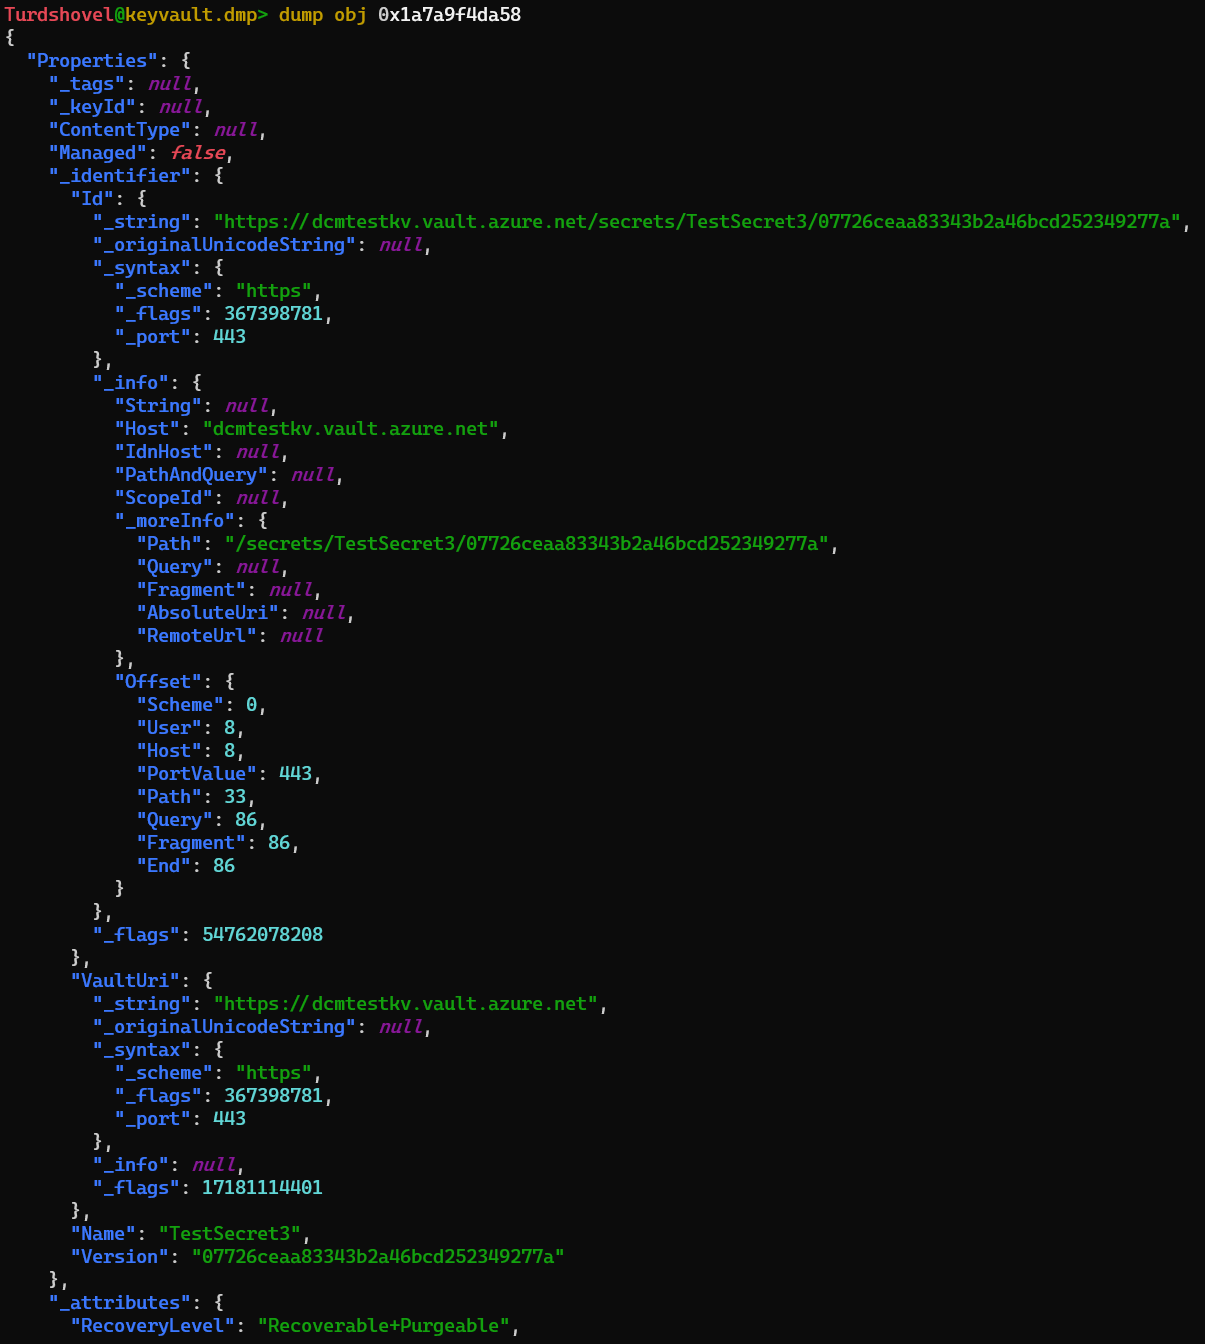 Turdshovel@keyvault.dmp> dump obj 0x1a7a9f4da58
{
  "Properties": {
    "_tags": null,
    "_keyId": null,
    "ContentType": null,
    "Managed": false,
    "_identifier": {
      "Id": {
        "_string": "https://dcmtestkv.vault.azure.net/secrets/TestSecret3/07726ceaa83343b2a46bcd252349277a",
        "_originalUnicodeString": null,
        "_syntax": {
          "_scheme": "https",
          "_flags": 367398781,
          "_port": 443
        },
        "_info": {
          "String": null,
          "Host": "dcmtestkv.vault.azure.net",
          "IdnHost": null,
          "PathAndQuery": null,
          "ScopeId": null,
          "_moreInfo": {
            "Path": "/secrets/TestSecret3/07726ceaa83343b2a46bcd252349277a",
            "Query": null,
            "Fragment": null,
            "AbsoluteUri": null,
            "RemoteUrl": null
          },
          "Offset": {
            "Scheme": 0,
            "User": 8,
            "Host": 8,
            "PortValue": 443,
            "Path": 33,
            "Query": 86,
            "Fragment": 86,
            "End": 86
          }
        },
        "_flags": 54762078208
      },
      "VaultUri": {
        "_string": "https://dcmtestkv.vault.azure.net",
        "_originalUnicodeString": null,
        "_syntax": {
          "_scheme": "https",
          "_flags": 367398781,
          "_port": 443
        },
        "_info": null,
        "_flags": 17181114401
      },
      "Name": "TestSecret3",
      "Version": "07726ceaa83343b2a46bcd252349277a"
    },
    "_attributes": {
      "RecoveryLevel": "Recoverable+Purgeable",